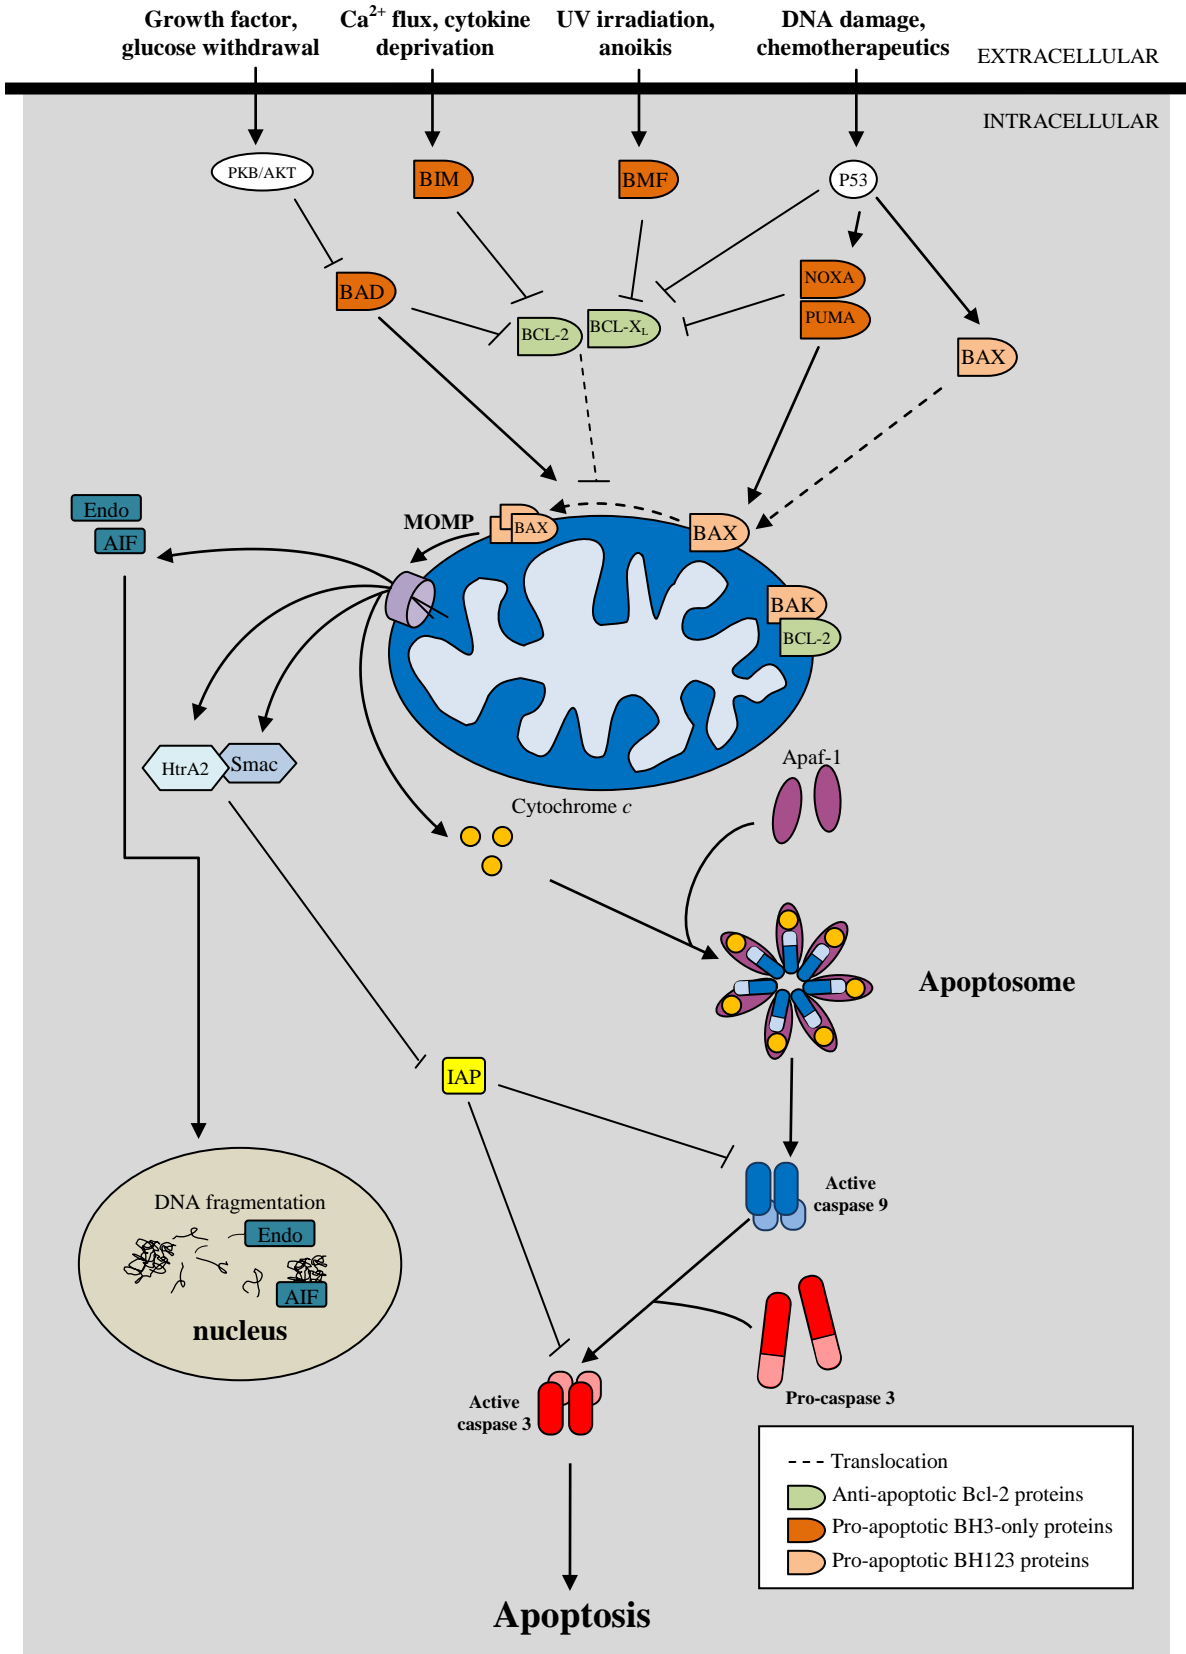 Growth factor,
glucose withdrawal
Ca2+ flux, cytokine
deprivation
UV irradiation,
anoikis
DNA damage,
chemotherapeutics
EXTRACELLULAR
INTRACELLULAR
PKB/AKT
BIM
BMF
P53
BAD
NOXA
PUMA
BCL-2
BCL-XL
BAX
Endo
AIF
MOMP
BAX
BAX
BAK
BCL-2
HtrA2
Smac
Apaf-1
Cytochrome c
Apoptosome
IAP
Active
caspase 9
DNA fragmentation
Endo
AIF
nucleus
Pro-caspase 3
Active
caspase 3
Translocation
Anti-apoptotic Bcl-2 proteins
Pro-apoptotic BH3-only proteins
Pro-apoptotic BH123 proteins
Apoptosis